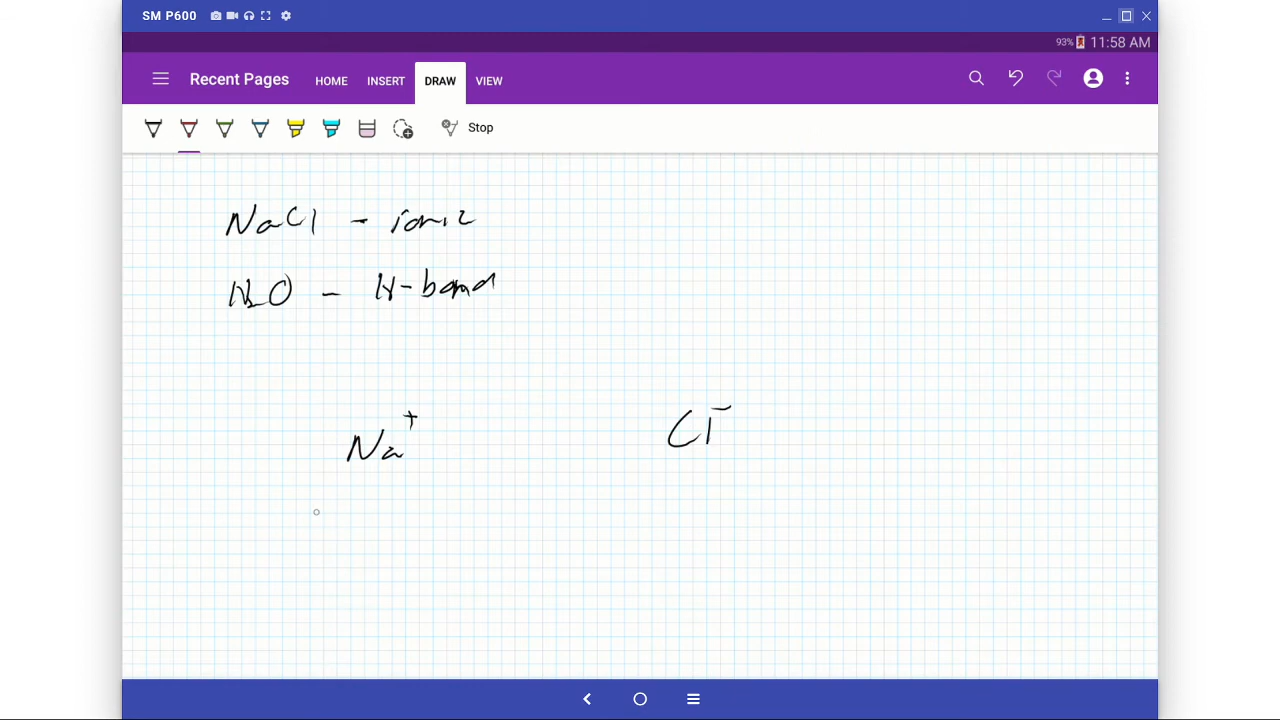 SM P600
93% 11:58 AM
Recent Pages HOME INSERT DRAW VIEW
Stop
NaCl - ionic
H2O - H-bond
Na+ Cl-